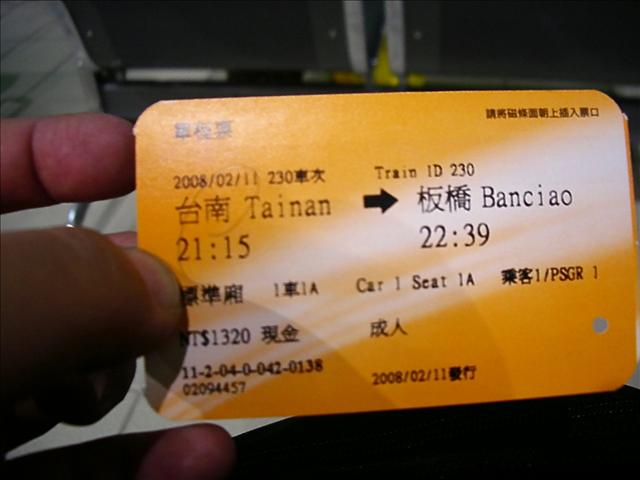 請將磁條面朝上插入票口
單程票
2008/02/11 230車次 Train ID 230
台南 Tainan → 板橋 Banciao
21:15 22:39
標準廂 1車1A Car 1 Seat 1A 乘客1/PSGR 1
NT$1320 現金 成人
11-2-04-0-042-0138
02094457 2008/02/11發行